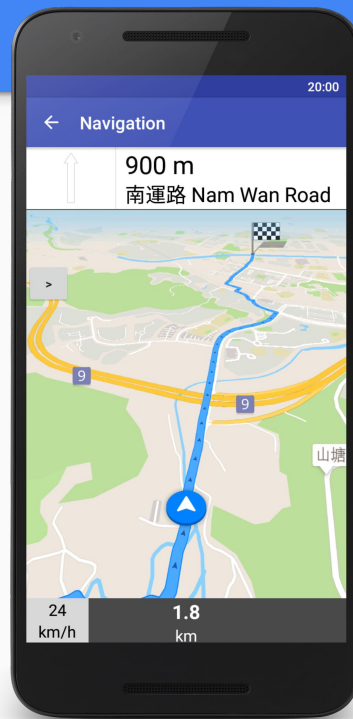 20:00
Navigation
900 m
南運路 Nam Wan Road
>
9
9
山塘
24
km/h
1.8
km